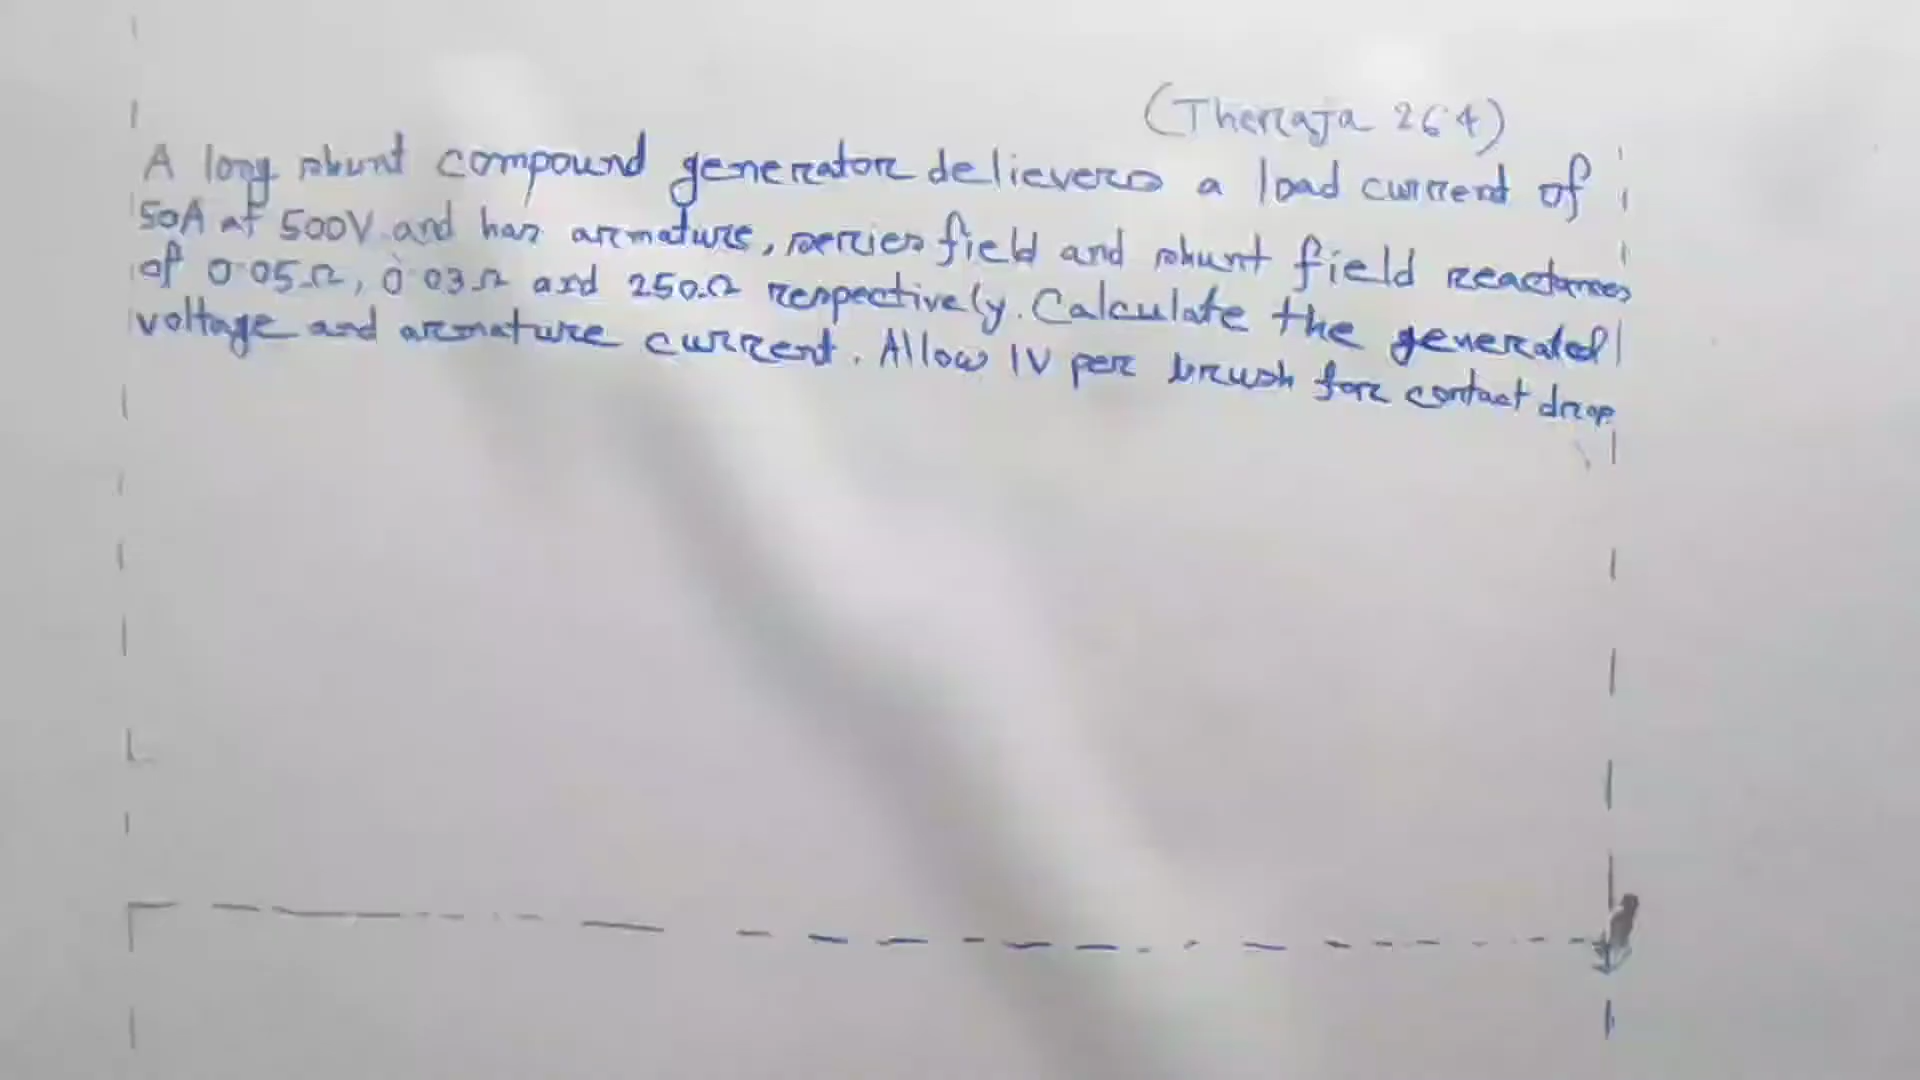 (Theraja 264)
A long shunt compound generator delievers a load current of
50A at 500V and has armature, series field and shunt field reactances
of 0.05Ω, 0.03Ω and 250Ω respectively. Calculate the generated
voltage and armature current. Allow 1V per brush for contact drop